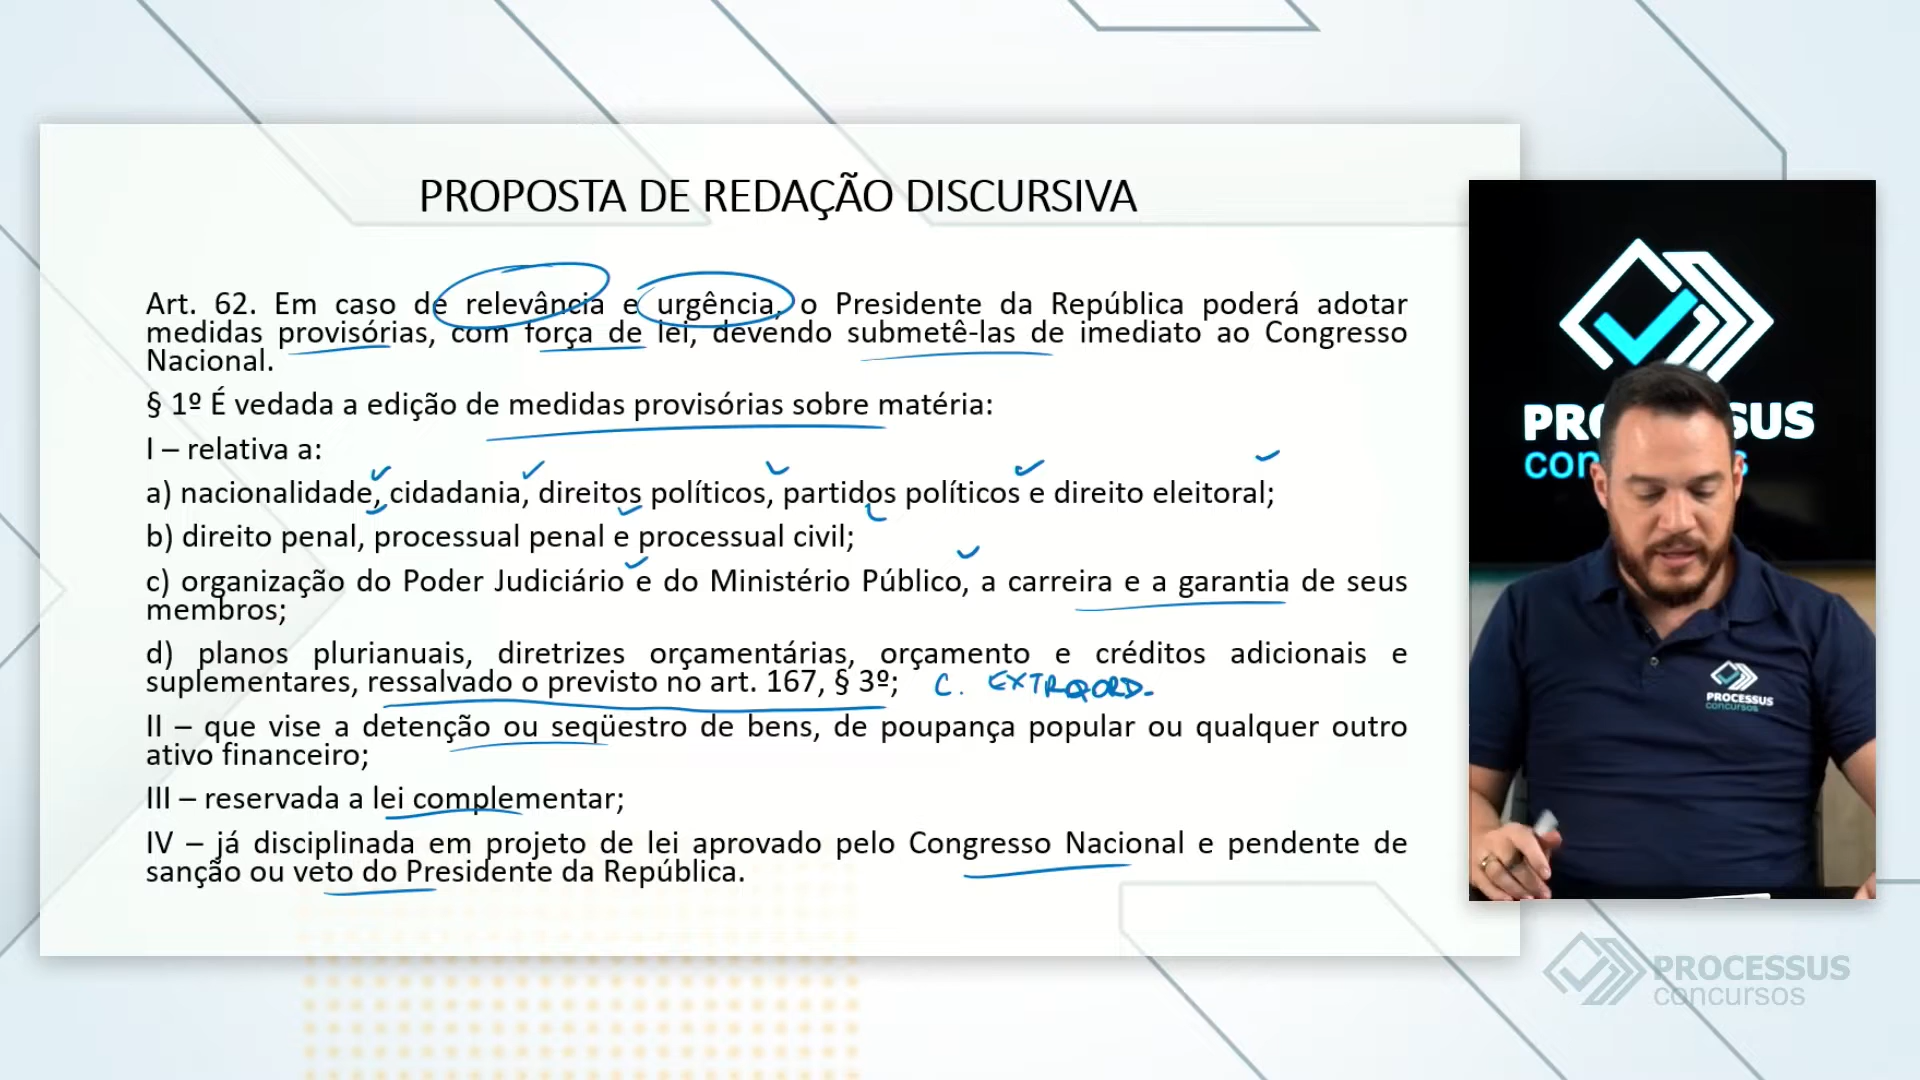 PROPOSTA DE REDAÇÃO DISCURSIVA
Art. 62. Em caso de relevância e urgência, o Presidente da República poderá adotar
medidas provisórias, com força de lei, devendo submetê-las de imediato ao Congresso
Nacional.
§ 1º É vedada a edição de medidas provisórias sobre matéria:
I – relativa a:
a) nacionalidade, cidadania, direitos políticos, partidos políticos e direito eleitoral;
b) direito penal, processual penal e processual civil;
c) organização do Poder Judiciário e do Ministério Público, a carreira e a garantia de seus
membros;
d) planos plurianuais, diretrizes orçamentárias, orçamento e créditos adicionais e
suplementares, ressalvado o previsto no art. 167, § 3º; C. EXTRAORD.
II – que vise a detenção ou seqüestro de bens, de poupança popular ou qualquer outro
ativo financeiro;
III – reservada a lei complementar;
IV – já disciplinada em projeto de lei aprovado pelo Congresso Nacional e pendente de
sanção ou veto do Presidente da República.
PROCESSUS
concursos
PROCESSUS
concursos
PROCESSUS
concursos